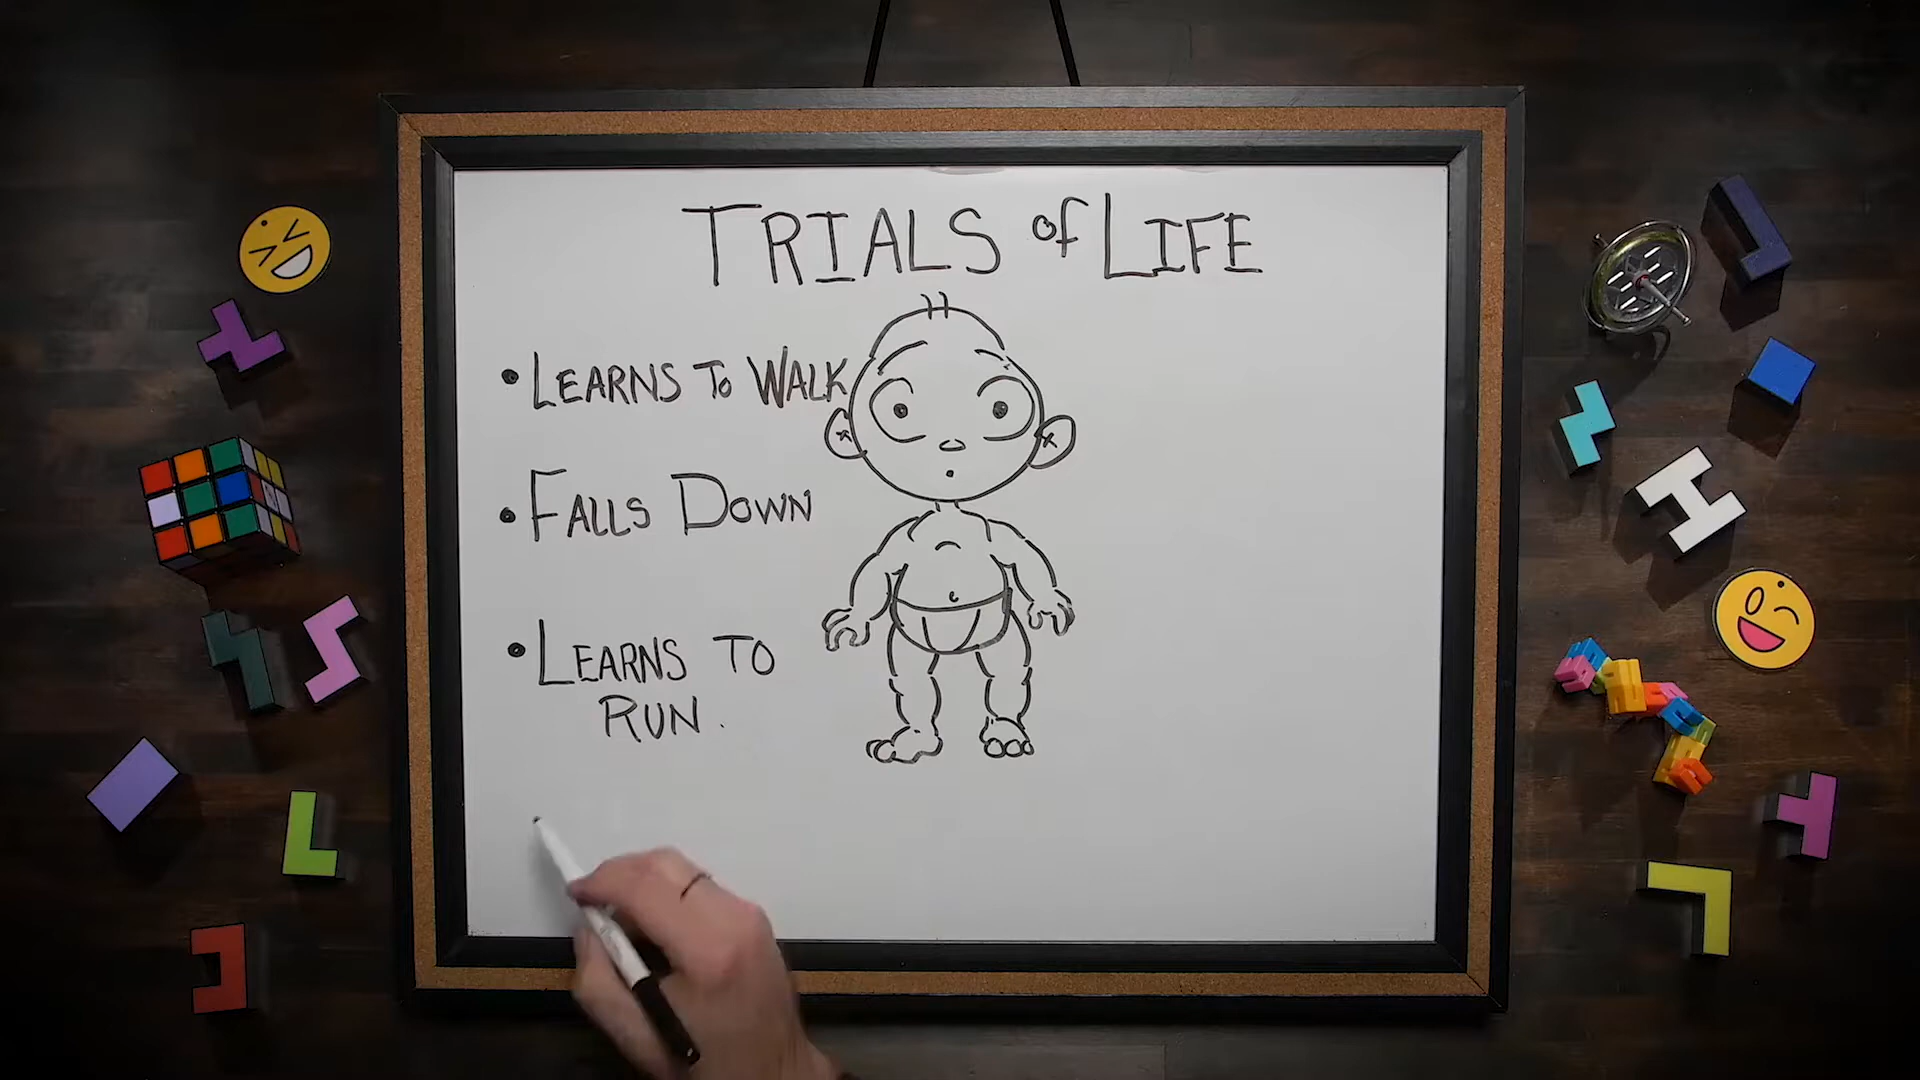 TRIALS of LIFE
• LEARNS TO WALK
• FALLS DOWN
• LEARNS TO
RUN.